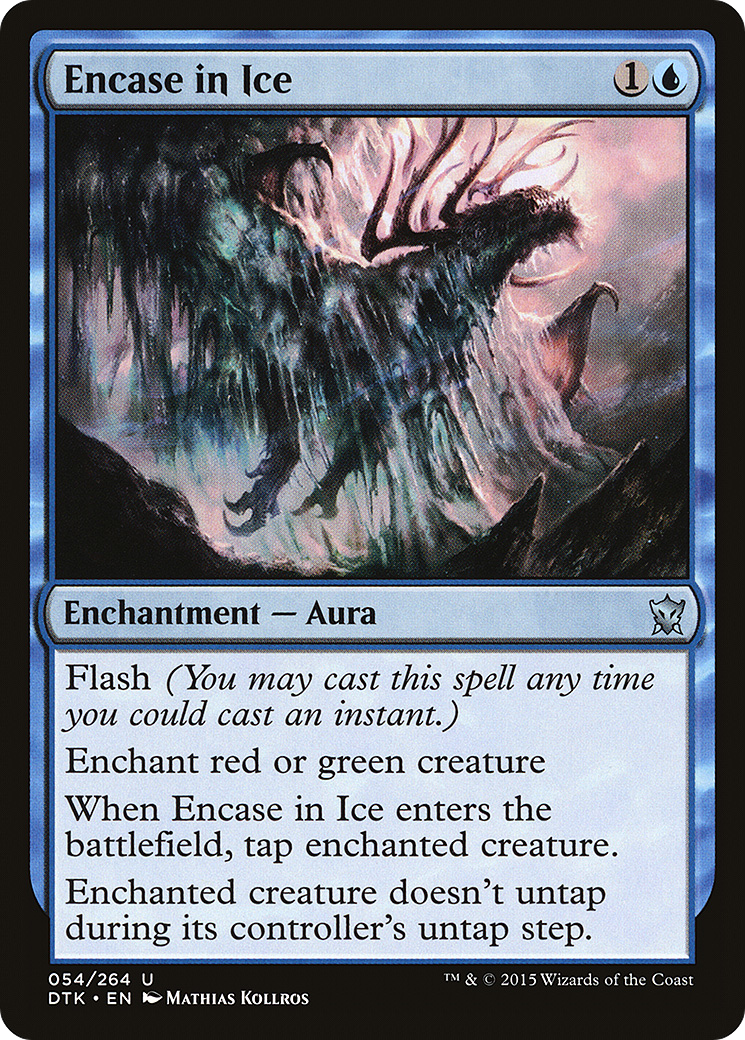 Encase in Ice
1
Enchantment — Aura
Flash (You may cast this spell any time
you could cast an instant.)
Enchant red or green creature
When Encase in Ice enters the
battlefield, tap enchanted creature.
Enchanted creature doesn't untap
during its controller's untap step.
054/264 U
DTK • EN Mathias Kollros
™ & © 2015 Wizards of the Coast